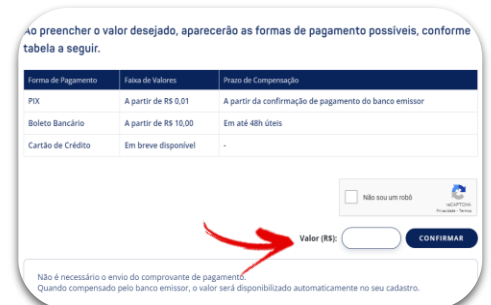 Ao preencher o valor desejado, aparecerão as formas de pagamento possíveis, conforme
tabela a seguir.
Forma de Pagamento Faixa de Valores Prazo de Compensação
PIX A partir de R$ 0,01 A partir da confirmação de pagamento do banco emissor
Boleto Bancário A partir de R$ 10,00 Em até 48h úteis
Cartão de Crédito Em breve disponível -
Não sou um robô
reCAPTCHA
Privacidade - Termos
Valor (R$): CONFIRMAR
Não é necessário o envio do comprovante de pagamento.
Quando compensado pelo banco emissor, o valor será disponibilizado automaticamente no seu cadastro.